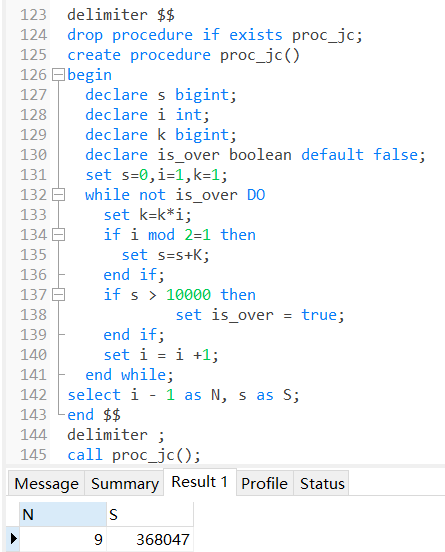 123 delimiter $$
124 drop procedure if exists proc_jc;
125 create procedure proc_jc()
126 begin
127 declare s bigint;
128 declare i int;
129 declare k bigint;
130 declare is_over boolean default false;
131 set s=0,i=1,k=1;
132 while not is_over DO
133 set k=k*i;
134 if i mod 2=1 then
135 set s=s+K;
136 end if;
137 if s > 10000 then
138 set is_over = true;
139 end if;
140 set i = i +1;
141 end while;
142 select i - 1 as N, s as S;
143 end $$
144 delimiter ;
145 call proc_jc();
Message Summary Result 1 Profile Status
N S
9 368047